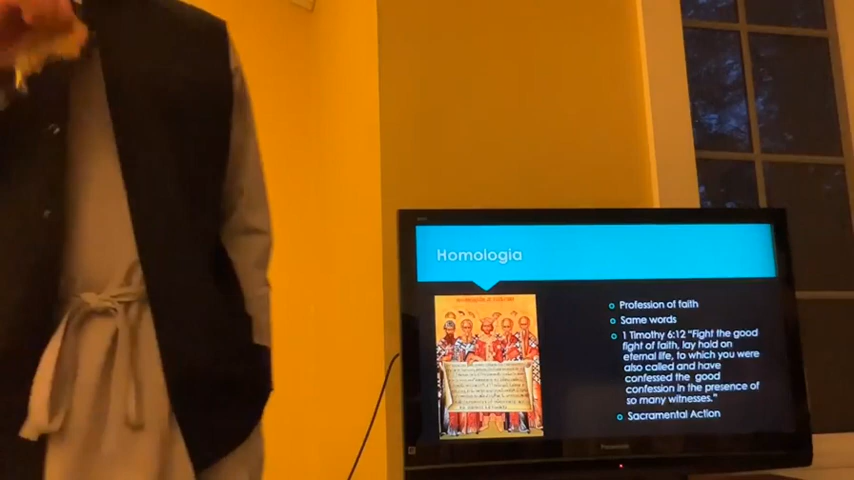 Homologia
Profession of faith
Same words
1 Timothy 6:12 "Fight the good
fight of faith, lay hold on
eternal life, to which you were
also called and have
confessed the good
confession in the presence of
so many witnesses."
Sacramental Action
Panasonic